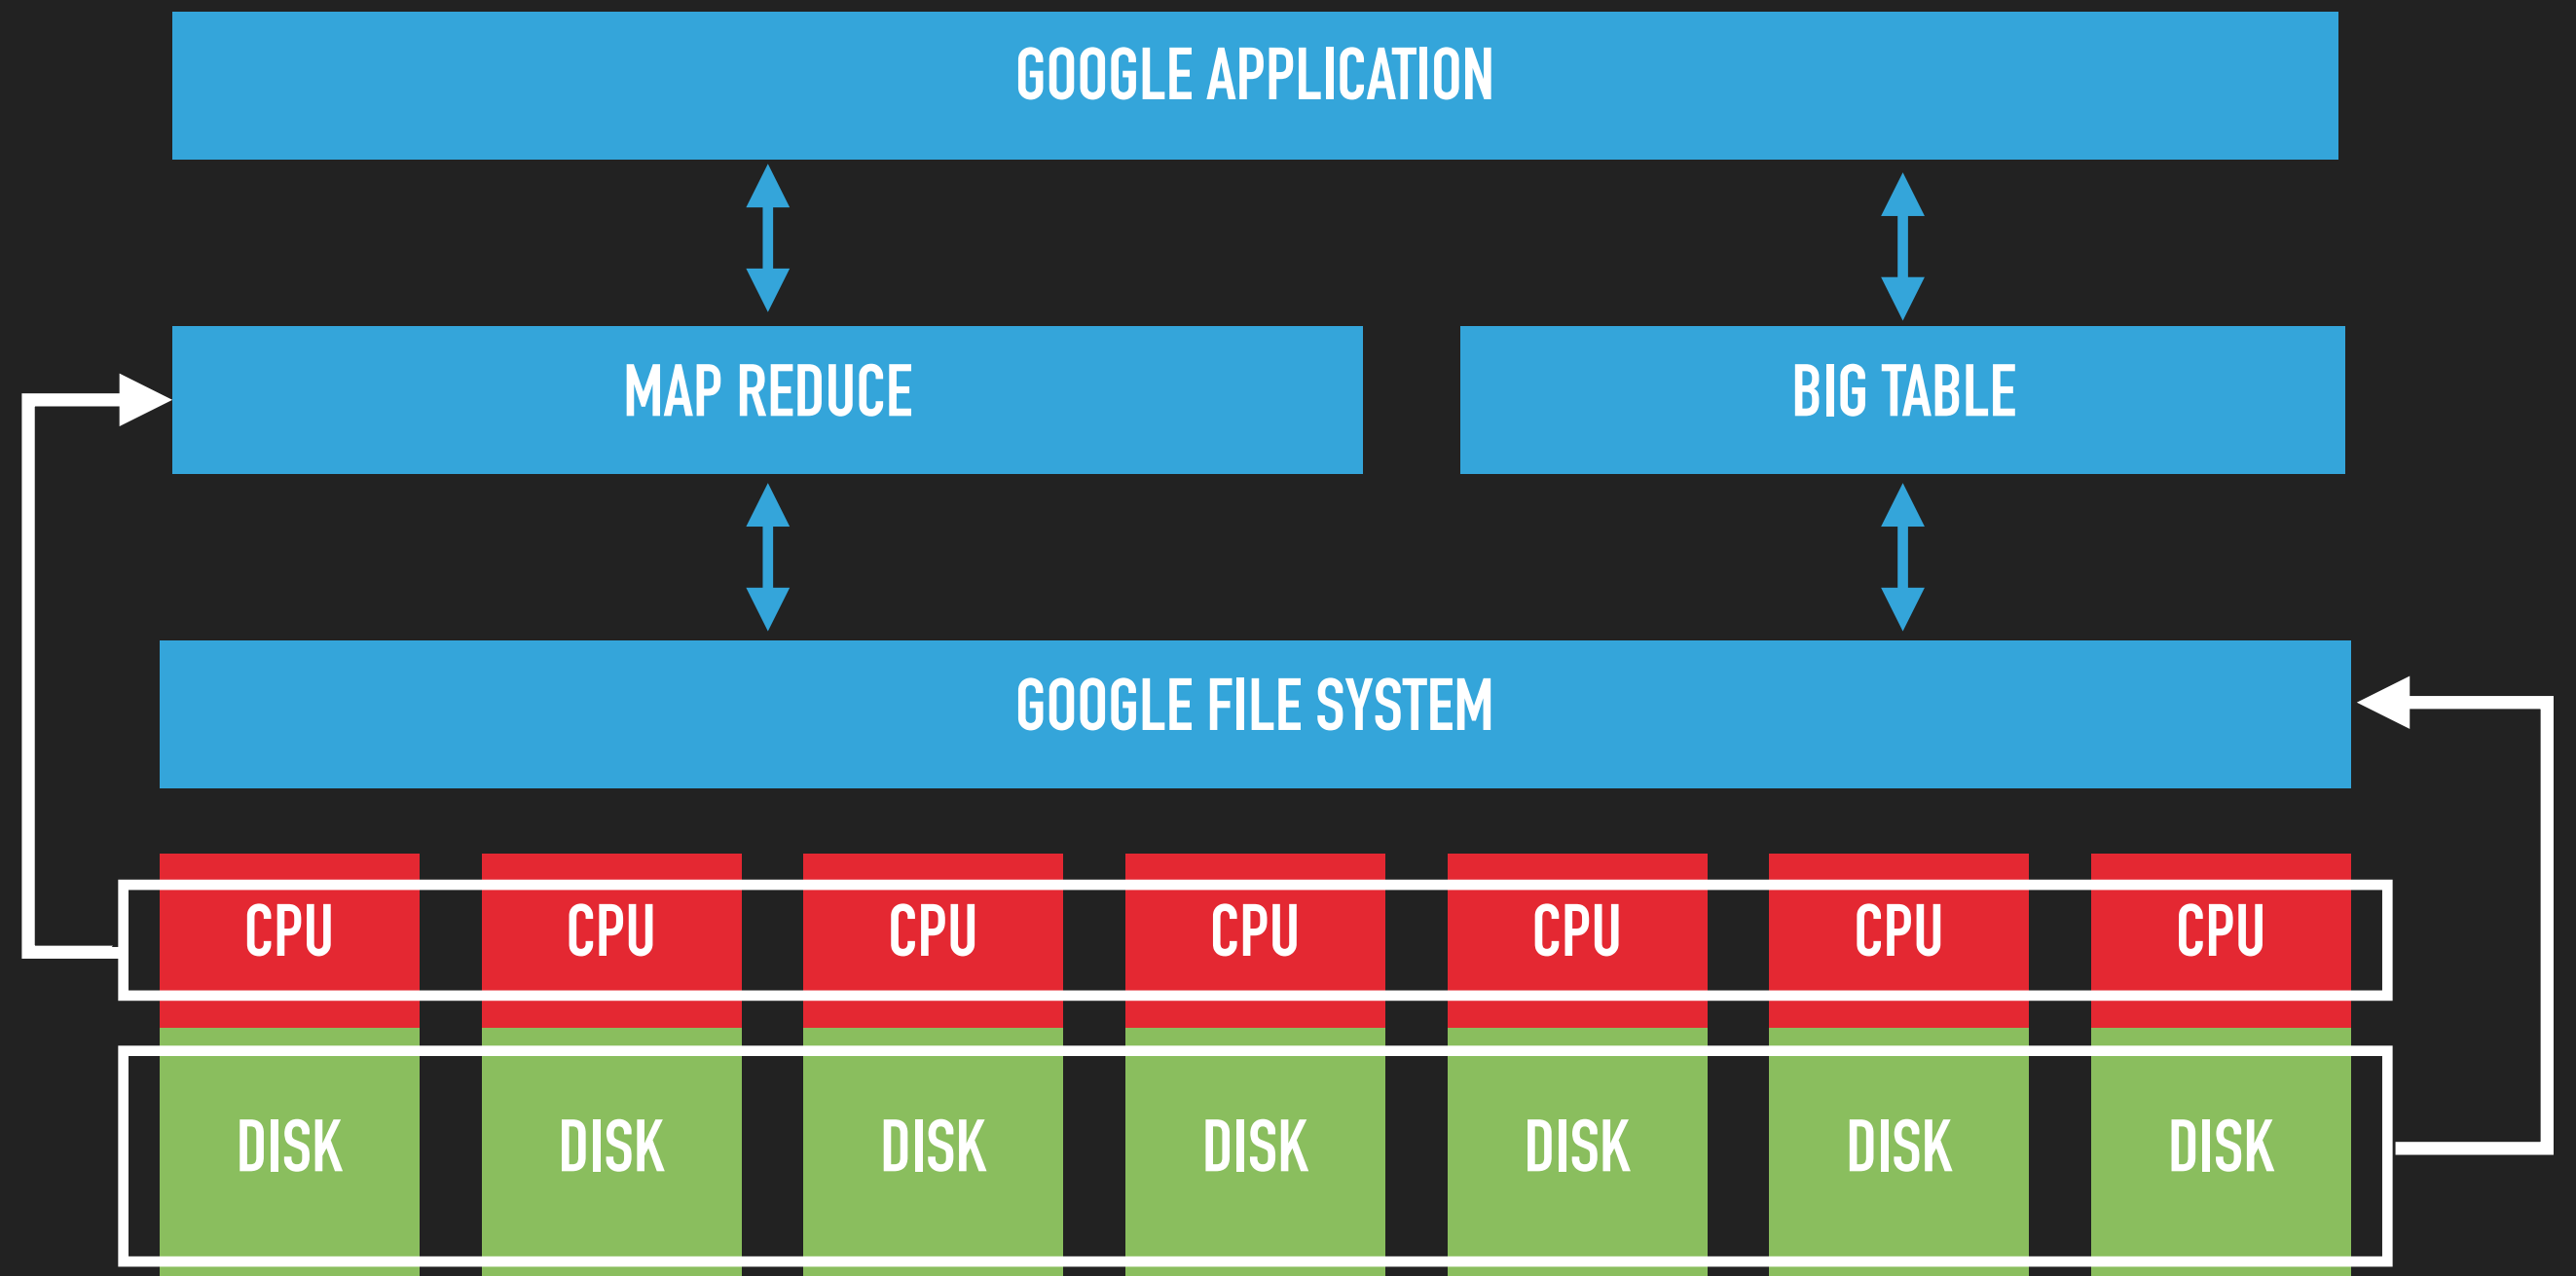 GOOGLE APPLICATION
MAP REDUCE
BIG TABLE
GOOGLE FILE SYSTEM
CPU CPU CPU CPU CPU CPU CPU
DISK DISK DISK DISK DISK DISK DISK